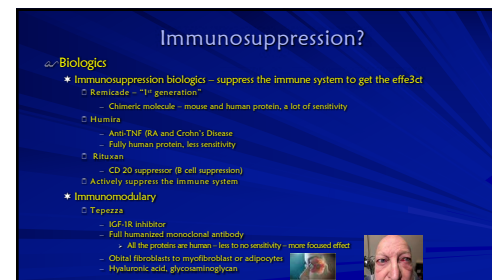 Immunosuppression?
Biologics
Immunosuppression biologics – suppress the immune system to get the effe3ct
Remicade – "1st generation"
– Chimeric molecule – mouse and human protein, a lot of sensitivity
Humira
– Anti-TNF (RA and Crohn's Disease
– Fully human protein, less sensitivity
Rituxan
– CD 20 suppressor (B cell suppression)
Actively suppress the immune system
Immunomodulary
Tepezza
– IGF-1R inhibitor
– Full humanized monoclonal antibody
All the proteins are human – less to no sensitivity – more focused effect
– Obital fibroblasts to myofibroblast or adipocytes
– Hyaluronic acid, glycosaminoglycan